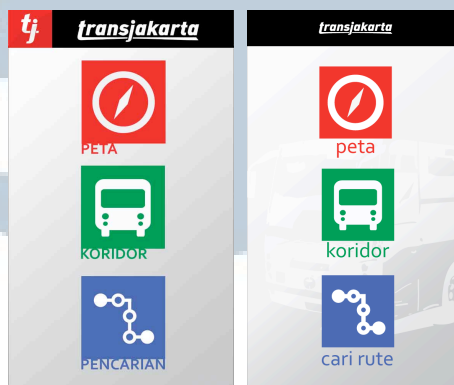 tj transjakarta
PETA
KORIDOR
PENCARIAN
transjakarta
peta
koridor
cari rute